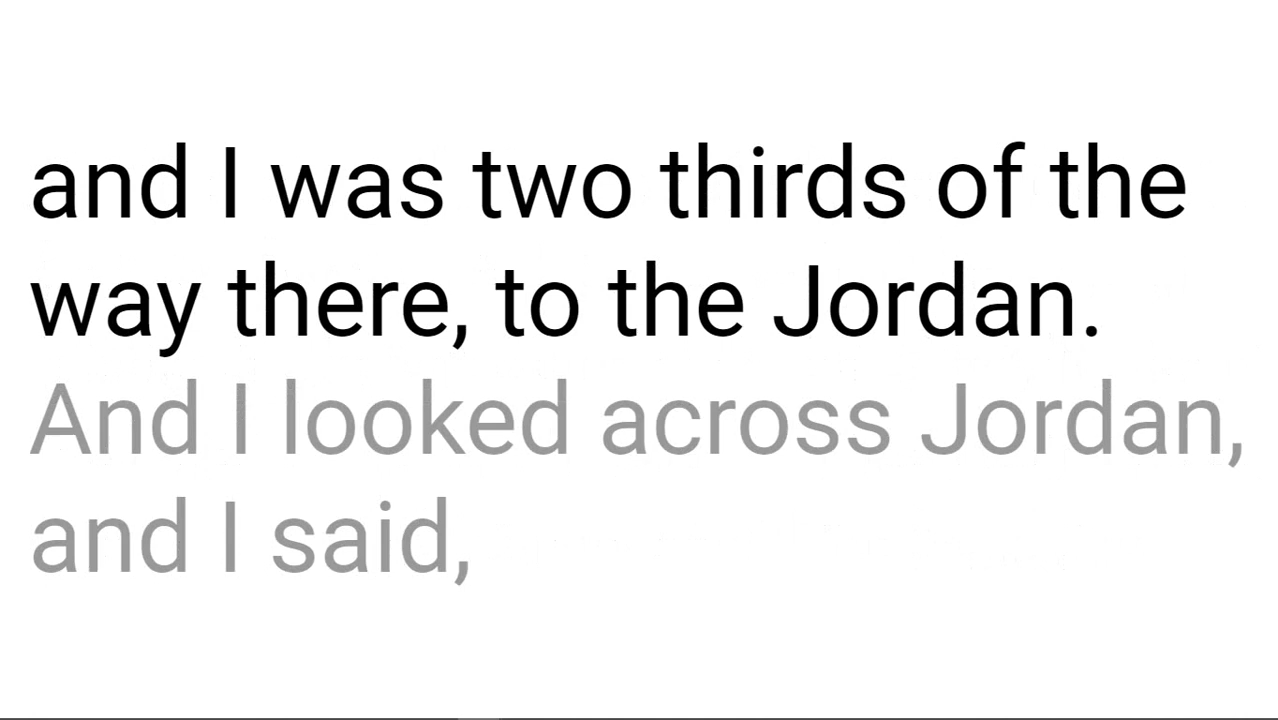 and I was two thirds of the
way there, to the Jordan.
And I looked across Jordan,
and I said,